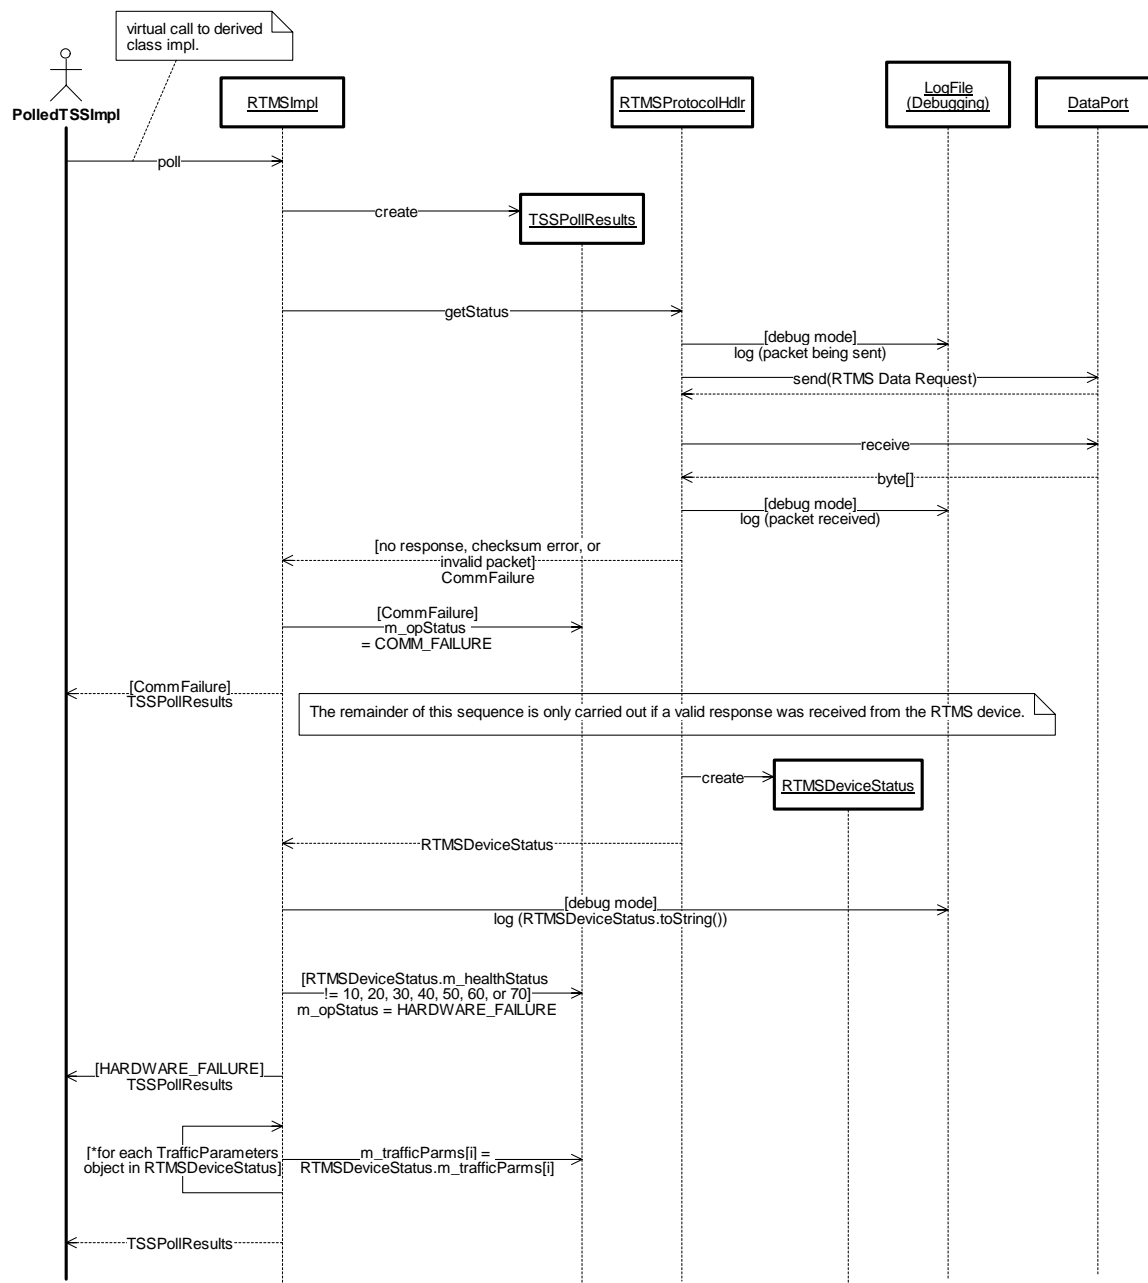 virtual call to derived
class impl.
PolledTSSImpl
RTMSImpl
RTMSProtocolHdlr
LogFile
(Debugging)
DataPort
poll
create
TSSPollResults
getStatus
[debug mode]
log (packet being sent)
send(RTMS Data Request)
receive
byte[]
[debug mode]
log (packet received)
[no response, checksum error, or
invalid packet]
CommFailure
[CommFailure]
m_opStatus
= COMM_FAILURE
[CommFailure]
TSSPollResults
The remainder of this sequence is only carried out if a valid response was received from the RTMS device.
create
RTMSDeviceStatus
RTMSDeviceStatus
[debug mode]
log (RTMSDeviceStatus.toString())
[RTMSDeviceStatus.m_healthStatus
!= 10, 20, 30, 40, 50, 60, or 70]
m_opStatus = HARDWARE_FAILURE
[HARDWARE_FAILURE]
TSSPollResults
[*for each TrafficParameters
object in RTMSDeviceStatus]
m_trafficParms[i] =
RTMSDeviceStatus.m_trafficParms[i]
TSSPollResults